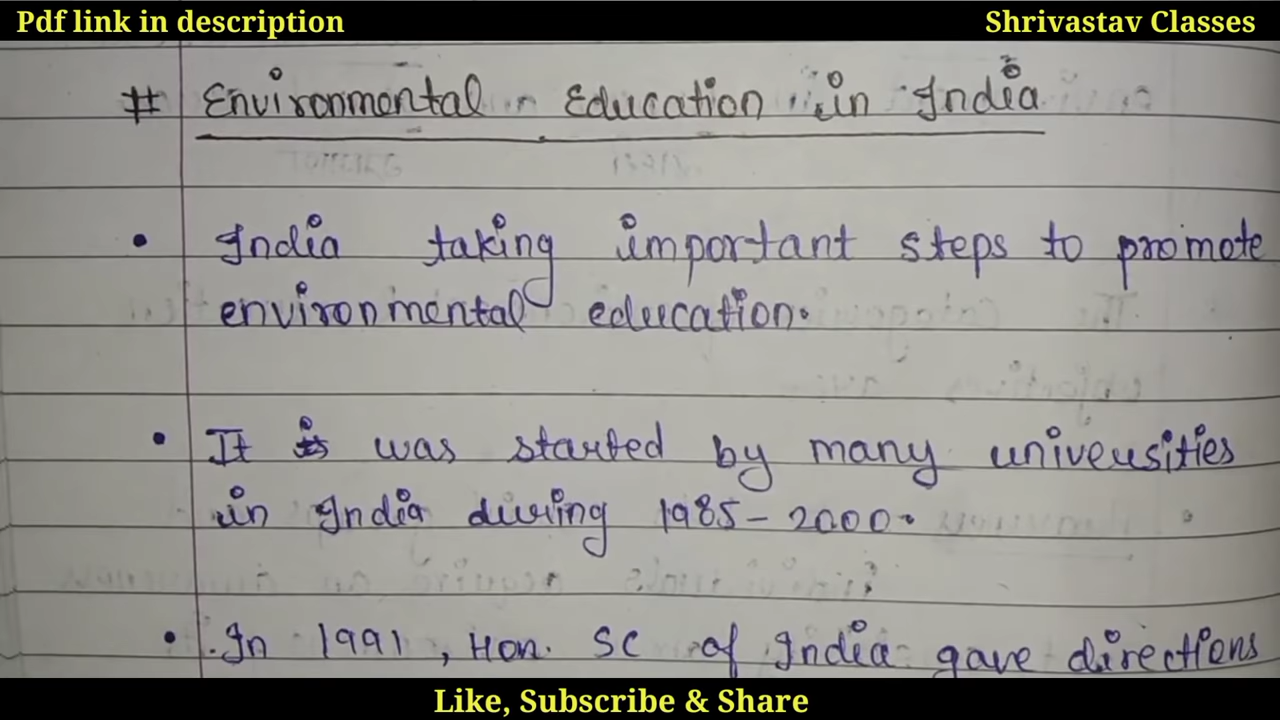 Pdf link in description
Shrivastav Classes
# Environmental Education in India
• India taking important steps to promote
environmental education.
• It was started by many universities
in India during 1985-2000.
• In 1991, Hon. SC of India gave directions
Like, Subscribe & Share